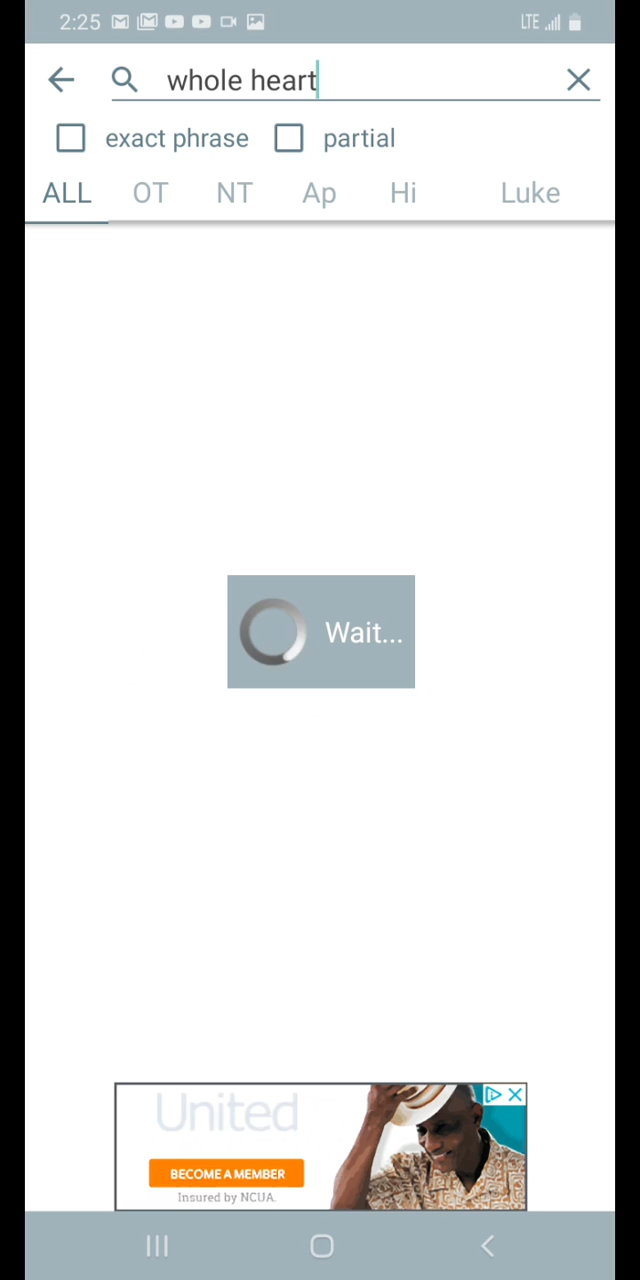 2:25 LTE
whole heart
exact phrase partial
ALL OT NT Ap Hi Luke
Wait...
United
BECOME A MEMBER
Insured by NCUA.